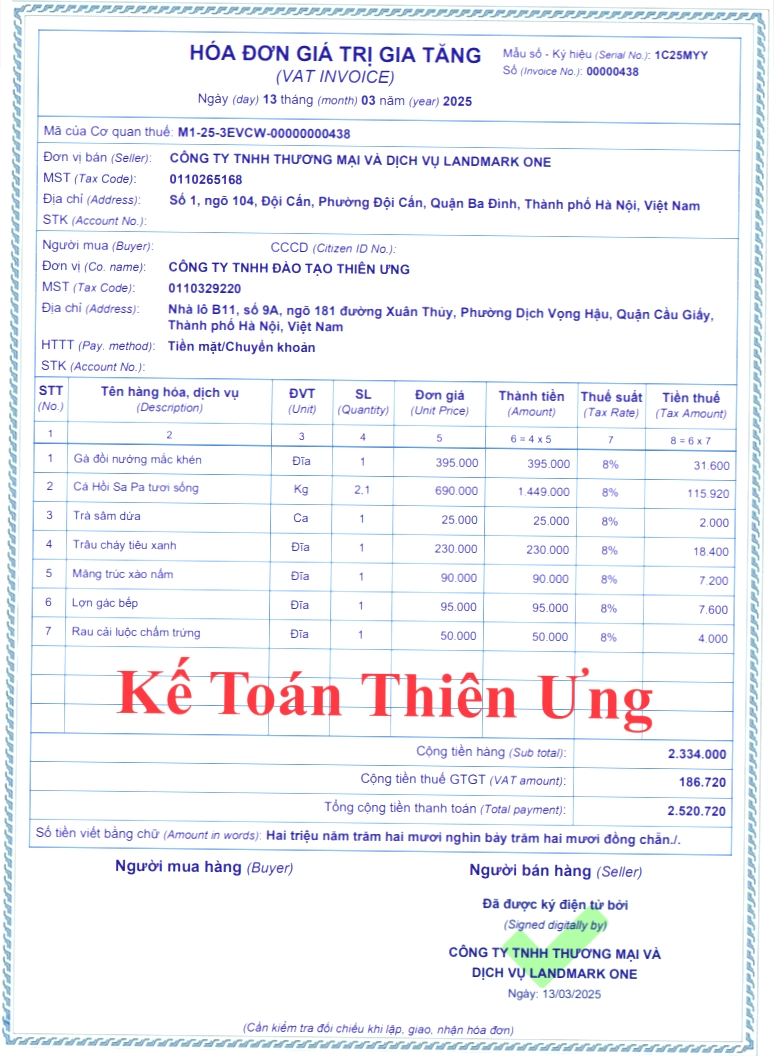 HÓA ĐƠN GIÁ TRỊ GIA TĂNG
(VAT INVOICE)
Ngày (day) 13 tháng (month) 03 năm (year) 2025
Mẫu số - Ký hiệu (Serial No.): 1C25MYY
Số (Invoice No.): 00000438
Mã của Cơ quan thuế: M1-25-3EVCW-00000000438
Đơn vị bán (Seller): CÔNG TY TNHH THƯƠNG MẠI VÀ DỊCH VỤ LANDMARK ONE
MST (Tax Code): 0110265168
Địa chỉ (Address): Số 1, ngõ 104, Đội Cấn, Phường Đội Cấn, Quận Ba Đình, Thành phố Hà Nội, Việt Nam
STK (Account No.):
Người mua (Buyer): CCCD (Citizen ID No.):
Đơn vị (Co. name): CÔNG TY TNHH ĐÀO TẠO THIÊN ƯNG
MST (Tax Code): 0110329220
Địa chỉ (Address): Nhà lô B11, số 9A, ngõ 181 đường Xuân Thủy, Phường Dịch Vọng Hậu, Quận Cầu Giấy,
Thành phố Hà Nội, Việt Nam
HTTT (Pay. method): Tiền mặt/Chuyển khoản
STK (Account No.):
STT Tên hàng hóa, dịch vụ ĐVT SL Đơn giá Thành tiền Thuế suất Tiền thuế
(No.) (Description) (Unit) (Quantity) (Unit Price) (Amount) (Tax Rate) (Tax Amount)
1 2 3 4 5 6 = 4 x 5 7 8 = 6 x 7
1 Gà đồi nướng mắc khén Đĩa 1 395.000 395.000 8% 31.600
2 Cá Hồi Sa Pa tươi sống Kg 2.1 690.000 1.449.000 8% 115.920
3 Trà sâm dứa Ca 1 25.000 25.000 8% 2.000
4 Trâu cháy tiêu xanh Đĩa 1 230.000 230.000 8% 18.400
5 Măng trúc xào nấm Đĩa 1 90.000 90.000 8% 7.200
6 Lợn gác bếp Đĩa 1 95.000 95.000 8% 7.600
7 Rau cải luộc chấm trứng Đĩa 1 50.000 50.000 8% 4.000
Kế Toán Thiên Ưng
Cộng tiền hàng (Sub total): 2.334.000
Cộng tiền thuế GTGT (VAT amount): 186.720
Tổng cộng tiền thanh toán (Total payment): 2.520.720
Số tiền viết bằng chữ (Amount in words): Hai triệu năm trăm hai mươi nghìn bảy trăm hai mươi đồng chẵn./.
Người mua hàng (Buyer) Người bán hàng (Seller)
Đã được ký điện tử bởi
(Signed digitally by)
CÔNG TY TNHH THƯƠNG MẠI VÀ
DỊCH VỤ LANDMARK ONE
Ngày: 13/03/2025
(Cần kiểm tra đối chiếu khi lập, giao, nhận hóa đơn)